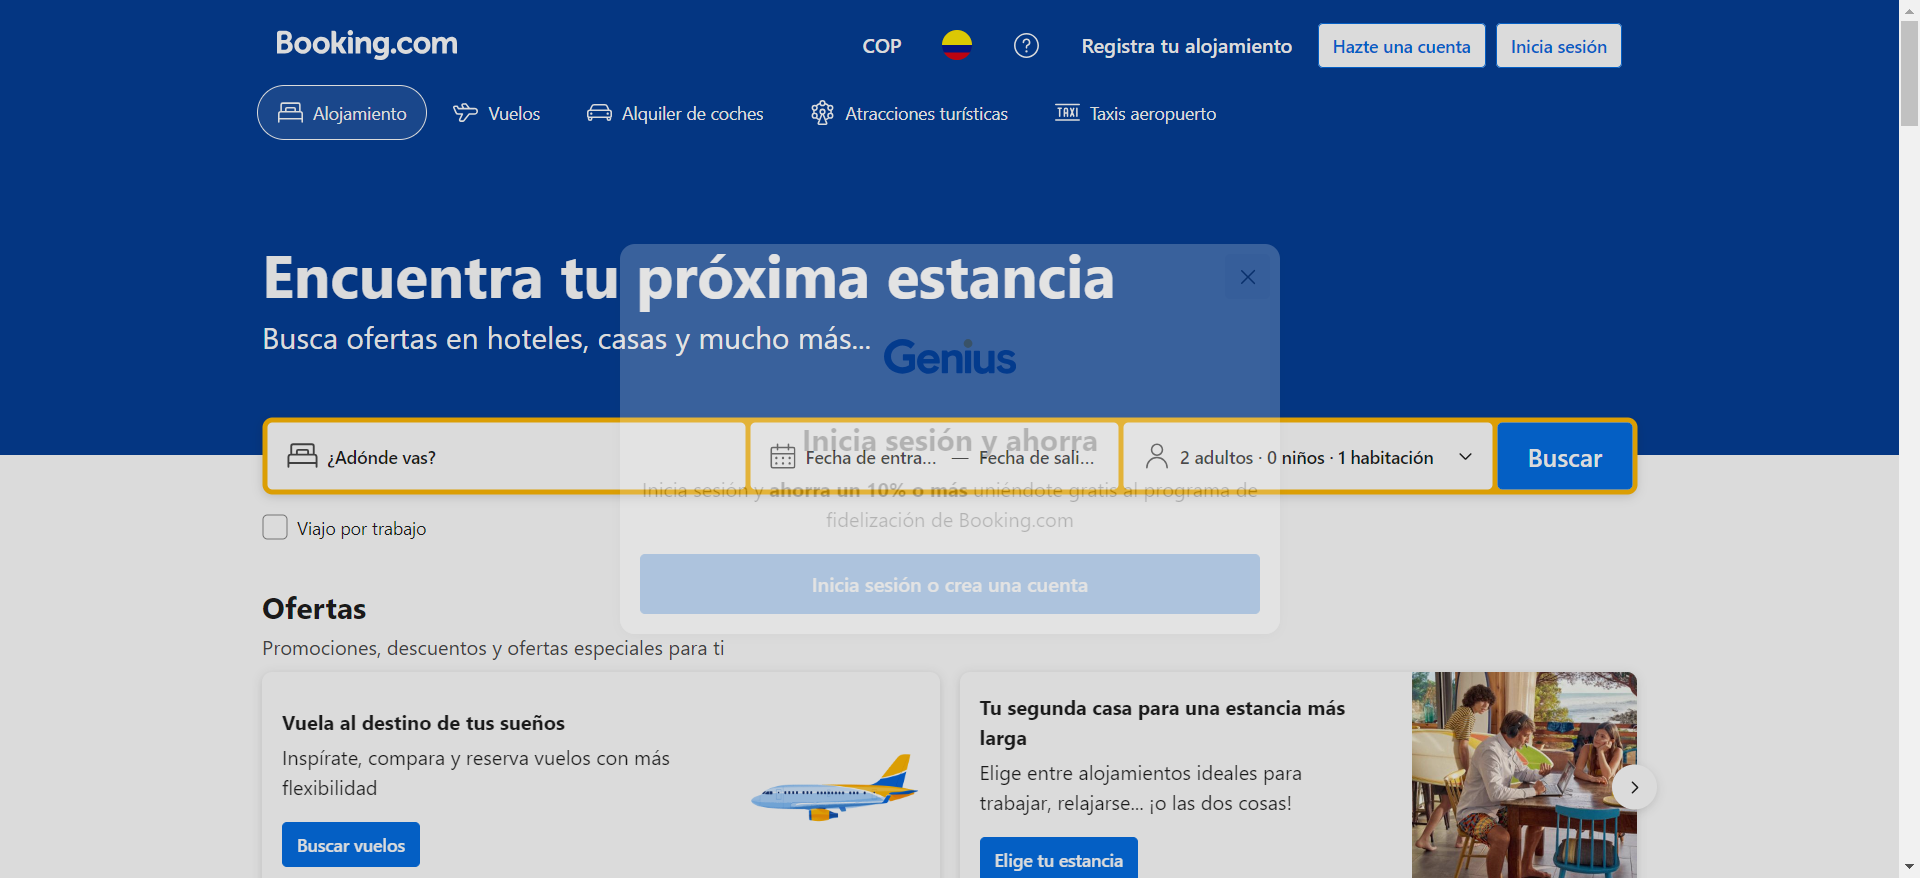 Booking.com
COP
Registra tu alojamiento
Hazte una cuenta
Inicia sesión
Alojamiento
Vuelos
Alquiler de coches
Atracciones turísticas
TAXI
Taxis aeropuerto
Encuentra tu próxima estancia
Busca ofertas en hoteles, casas y mucho más...
Genius
Inicia sesión y ahorra
Inicia sesión y ahorra un 10% o más uniéndote gratis al programa de
fidelización de Booking.com
Inicia sesión o crea una cuenta
¿Adónde vas?
Fecha de entra... — Fecha de sali...
2 adultos · 0 niños · 1 habitación
Buscar
Viajo por trabajo
Ofertas
Promociones, descuentos y ofertas especiales para ti
Vuela al destino de tus sueños
Inspírate, compara y reserva vuelos con más
flexibilidad
Buscar vuelos
Tu segunda casa para una estancia más
larga
Elige entre alojamientos ideales para
trabajar, relajarse... ¡o las dos cosas!
Elige tu estancia